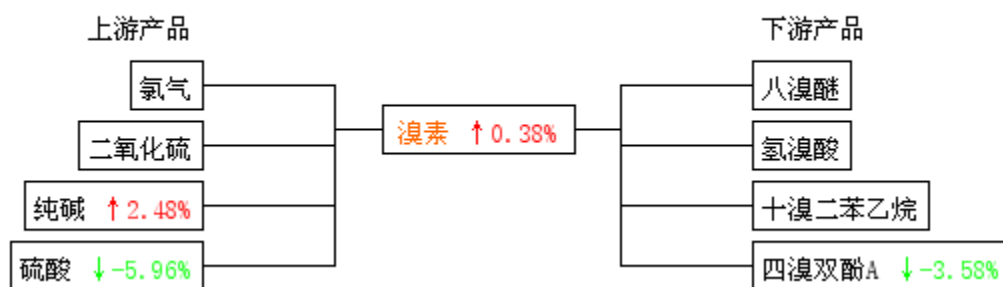 上游产品
下游产品
氯气
八溴醚
溴素 ↑0.38%
二氧化硫
氢溴酸
纯碱 ↑2.48%
十溴二苯乙烷
硫酸 ↓-5.96%
四溴双酚A ↓-3.58%